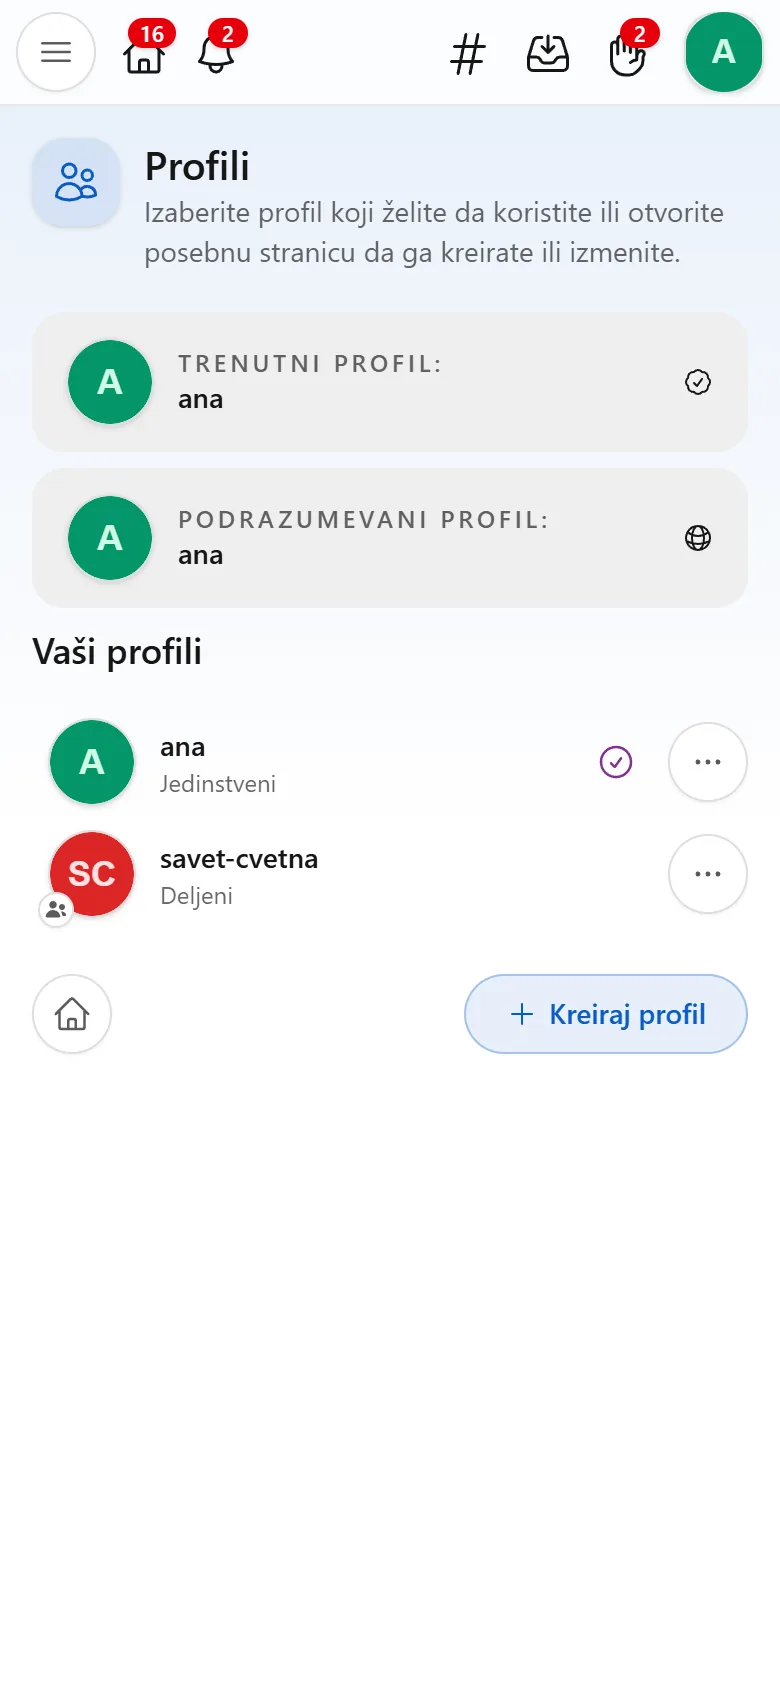 16
2
2
A
Profili
Izaberite profil koji želite da koristite ili otvorite
posebnu stranicu da ga kreirate ili izmenite.
A
TRENUTNI PROFIL:
ana
A
PODRAZUMEVANI PROFIL:
ana
Vaši profili
A
ana
Jedinstveni
SC
savet-cvetna
Deljeni
Kreiraj profil